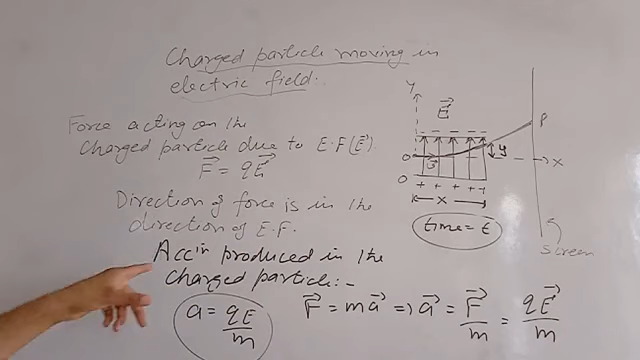 Charged particle moving in
electric field:-
Force acting on the
charged particle due to E.F(E⃗).
F⃗ = qE⃗
Direction of force is in the
direction of E.F.
Accⁿ produced in the
charged particle:-
a = qE/m
F⃗ = ma⃗ ⇒ a⃗ = F⃗/m = qE⃗/m
Y
E⃗
P
y
O
X
O
+ + + + +
x
time = t
Screen